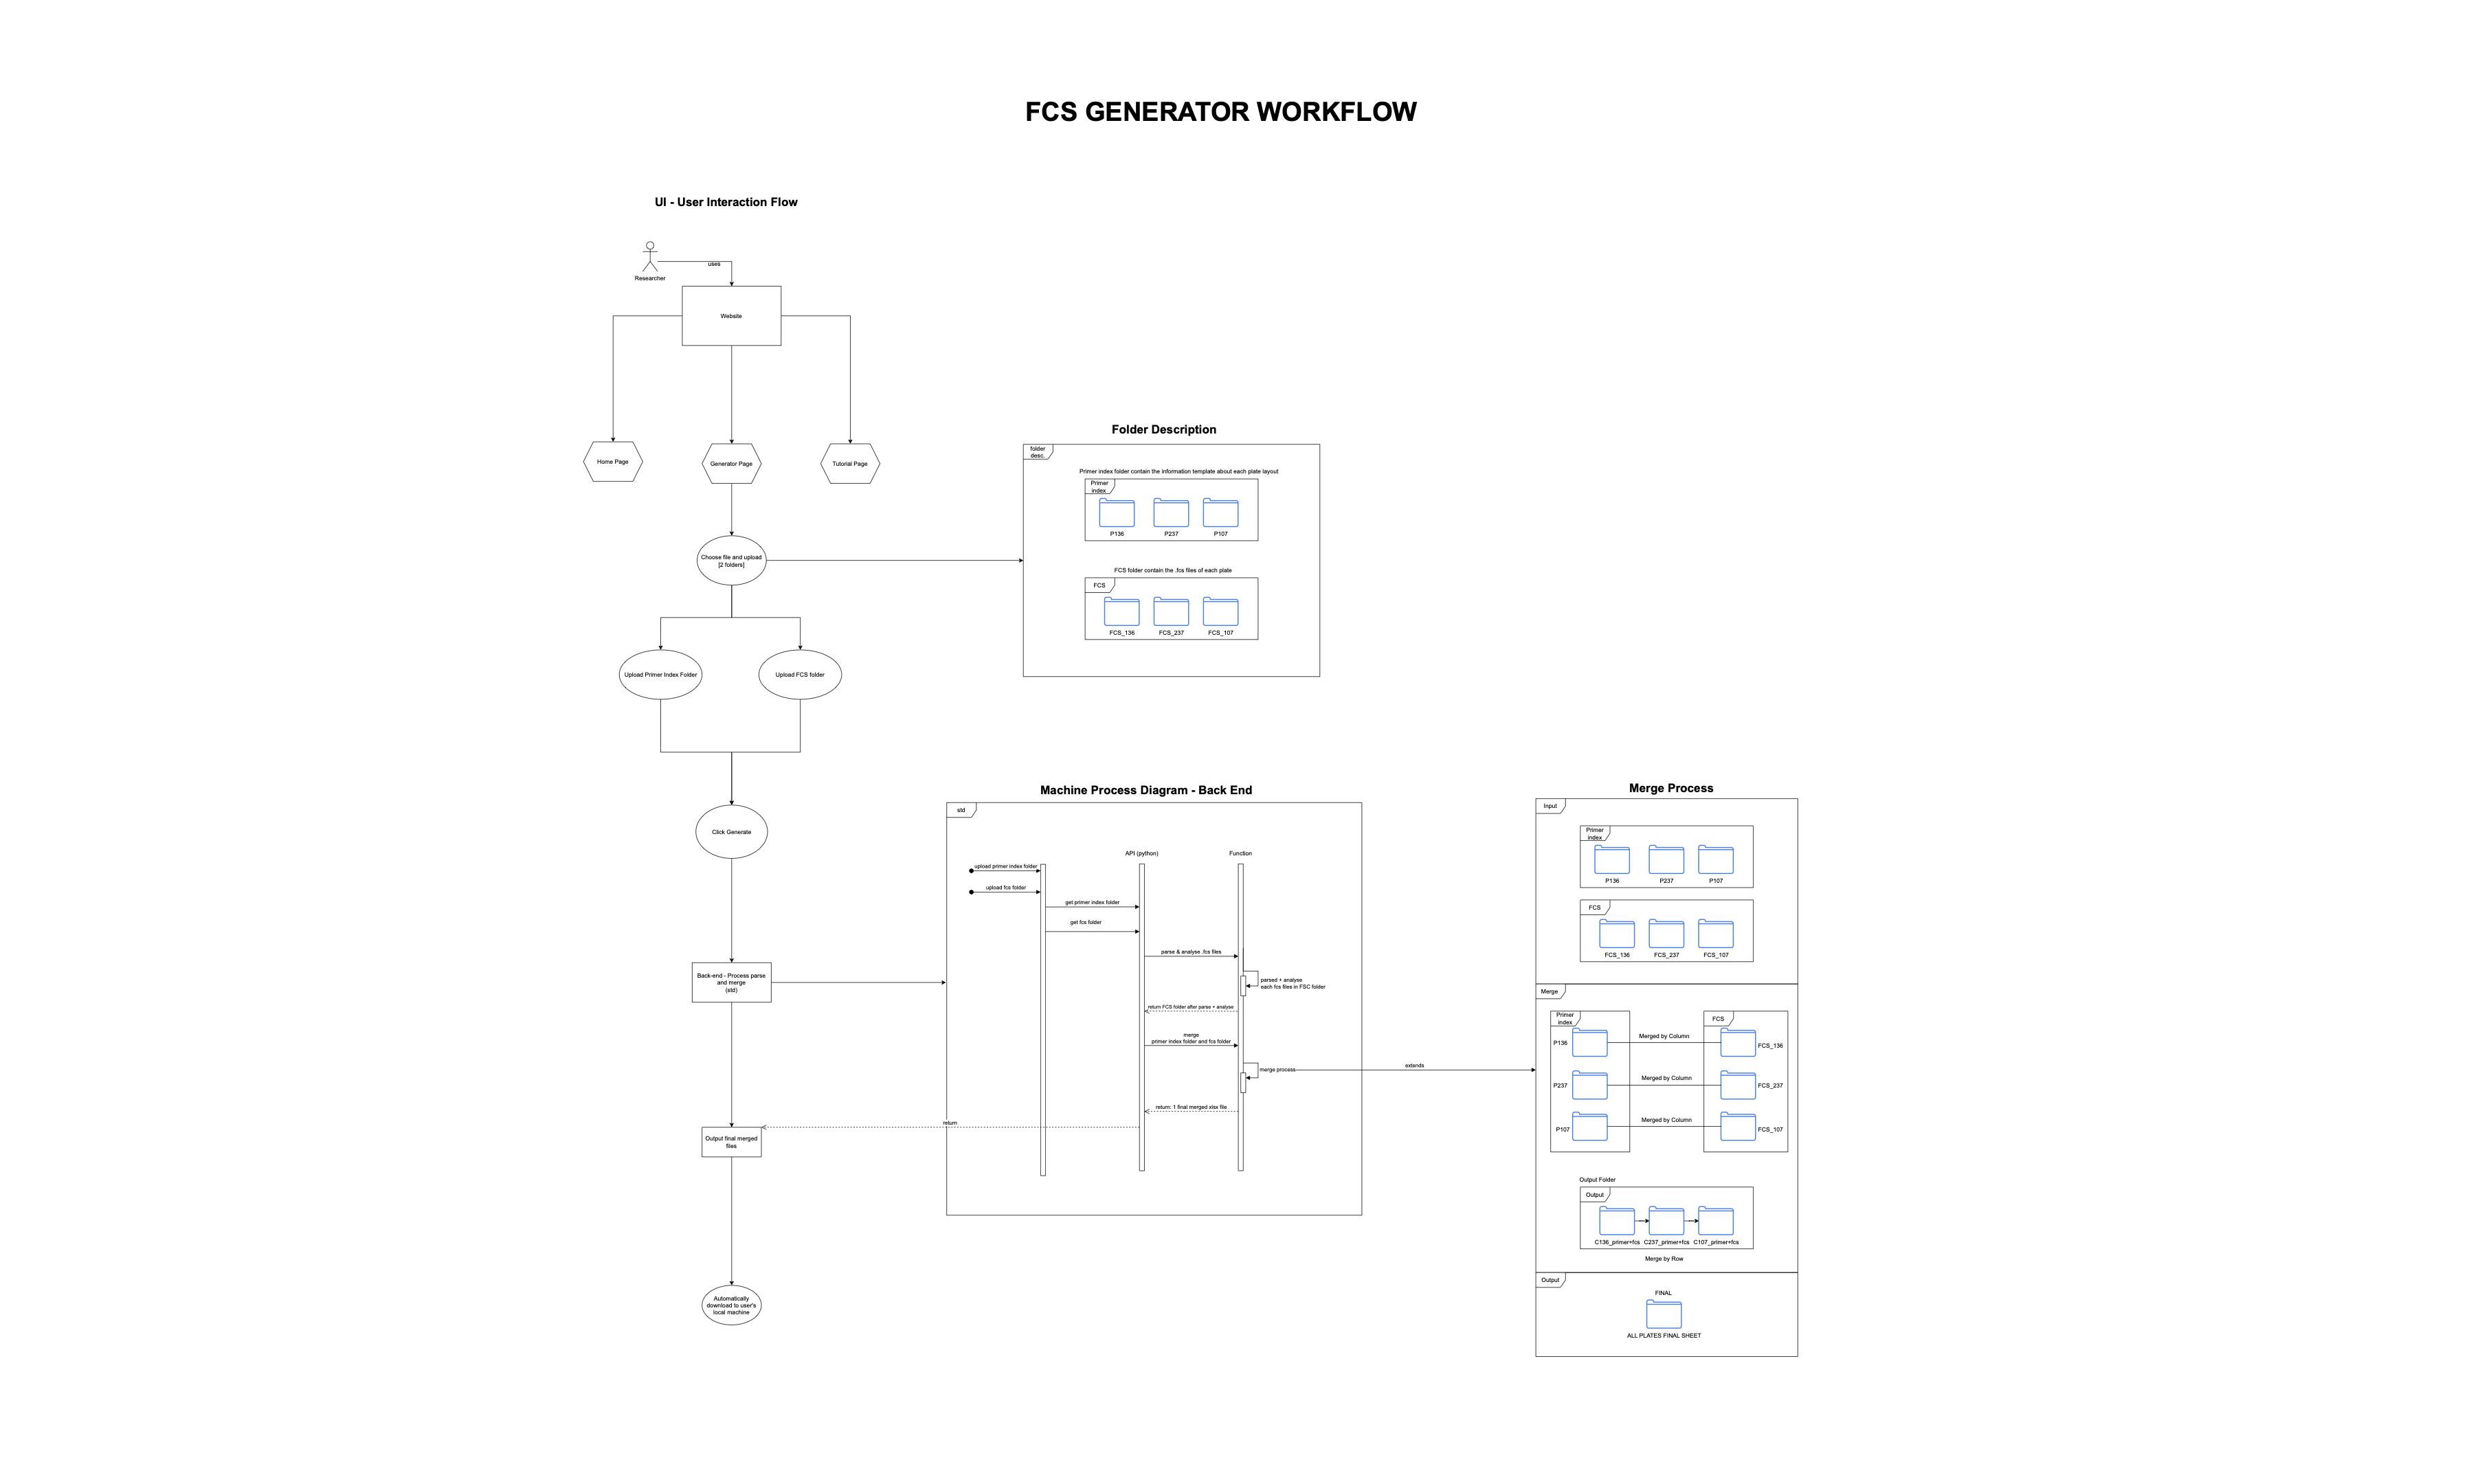 FCS GENERATOR WORKFLOW
UI - User Interaction Flow
uses
Researcher
Website
Home Page
Generator Page
Tutorial Page
Choose file and upload
[2 folders]
Upload Primer Index Folder
Upload FCS folder
Click Generate
Back-end - Process parse
and merge
(std)
Output final merged
files
Automatically
download to user's
local machine
Folder Description
folder
desc.
Primer index folder contain the information template about each plate layout
Primer
index
P136
P237
P107
FCS folder contain the .fcs files of each plate
FCS
FCS_136
FCS_237
FCS_107
Machine Process Diagram - Back End
std
API (python)
Function
upload primer index folder
upload fcs folder
get primer index folder
get fcs folder
parse & analyse .fcs files
parsed + analyse
each fcs files in FSC folder
return FCS folder after parse + analyse
merge
primer index folder and fcs folder
merge process
extends
return: 1 final merged xlsx file
return
Merge Process
Input
Primer
index
P136
P237
P107
FCS
FCS_136
FCS_237
FCS_107
Merge
Primer
index
FCS
P136
Merged by Column
FCS_136
P237
Merged by Column
FCS_237
P107
Merged by Column
FCS_107
Output Folder
Output
C136_primer+fcs
C237_primer+fcs
C107_primer+fcs
Merge by Row
Output
FINAL
ALL PLATES FINAL SHEET